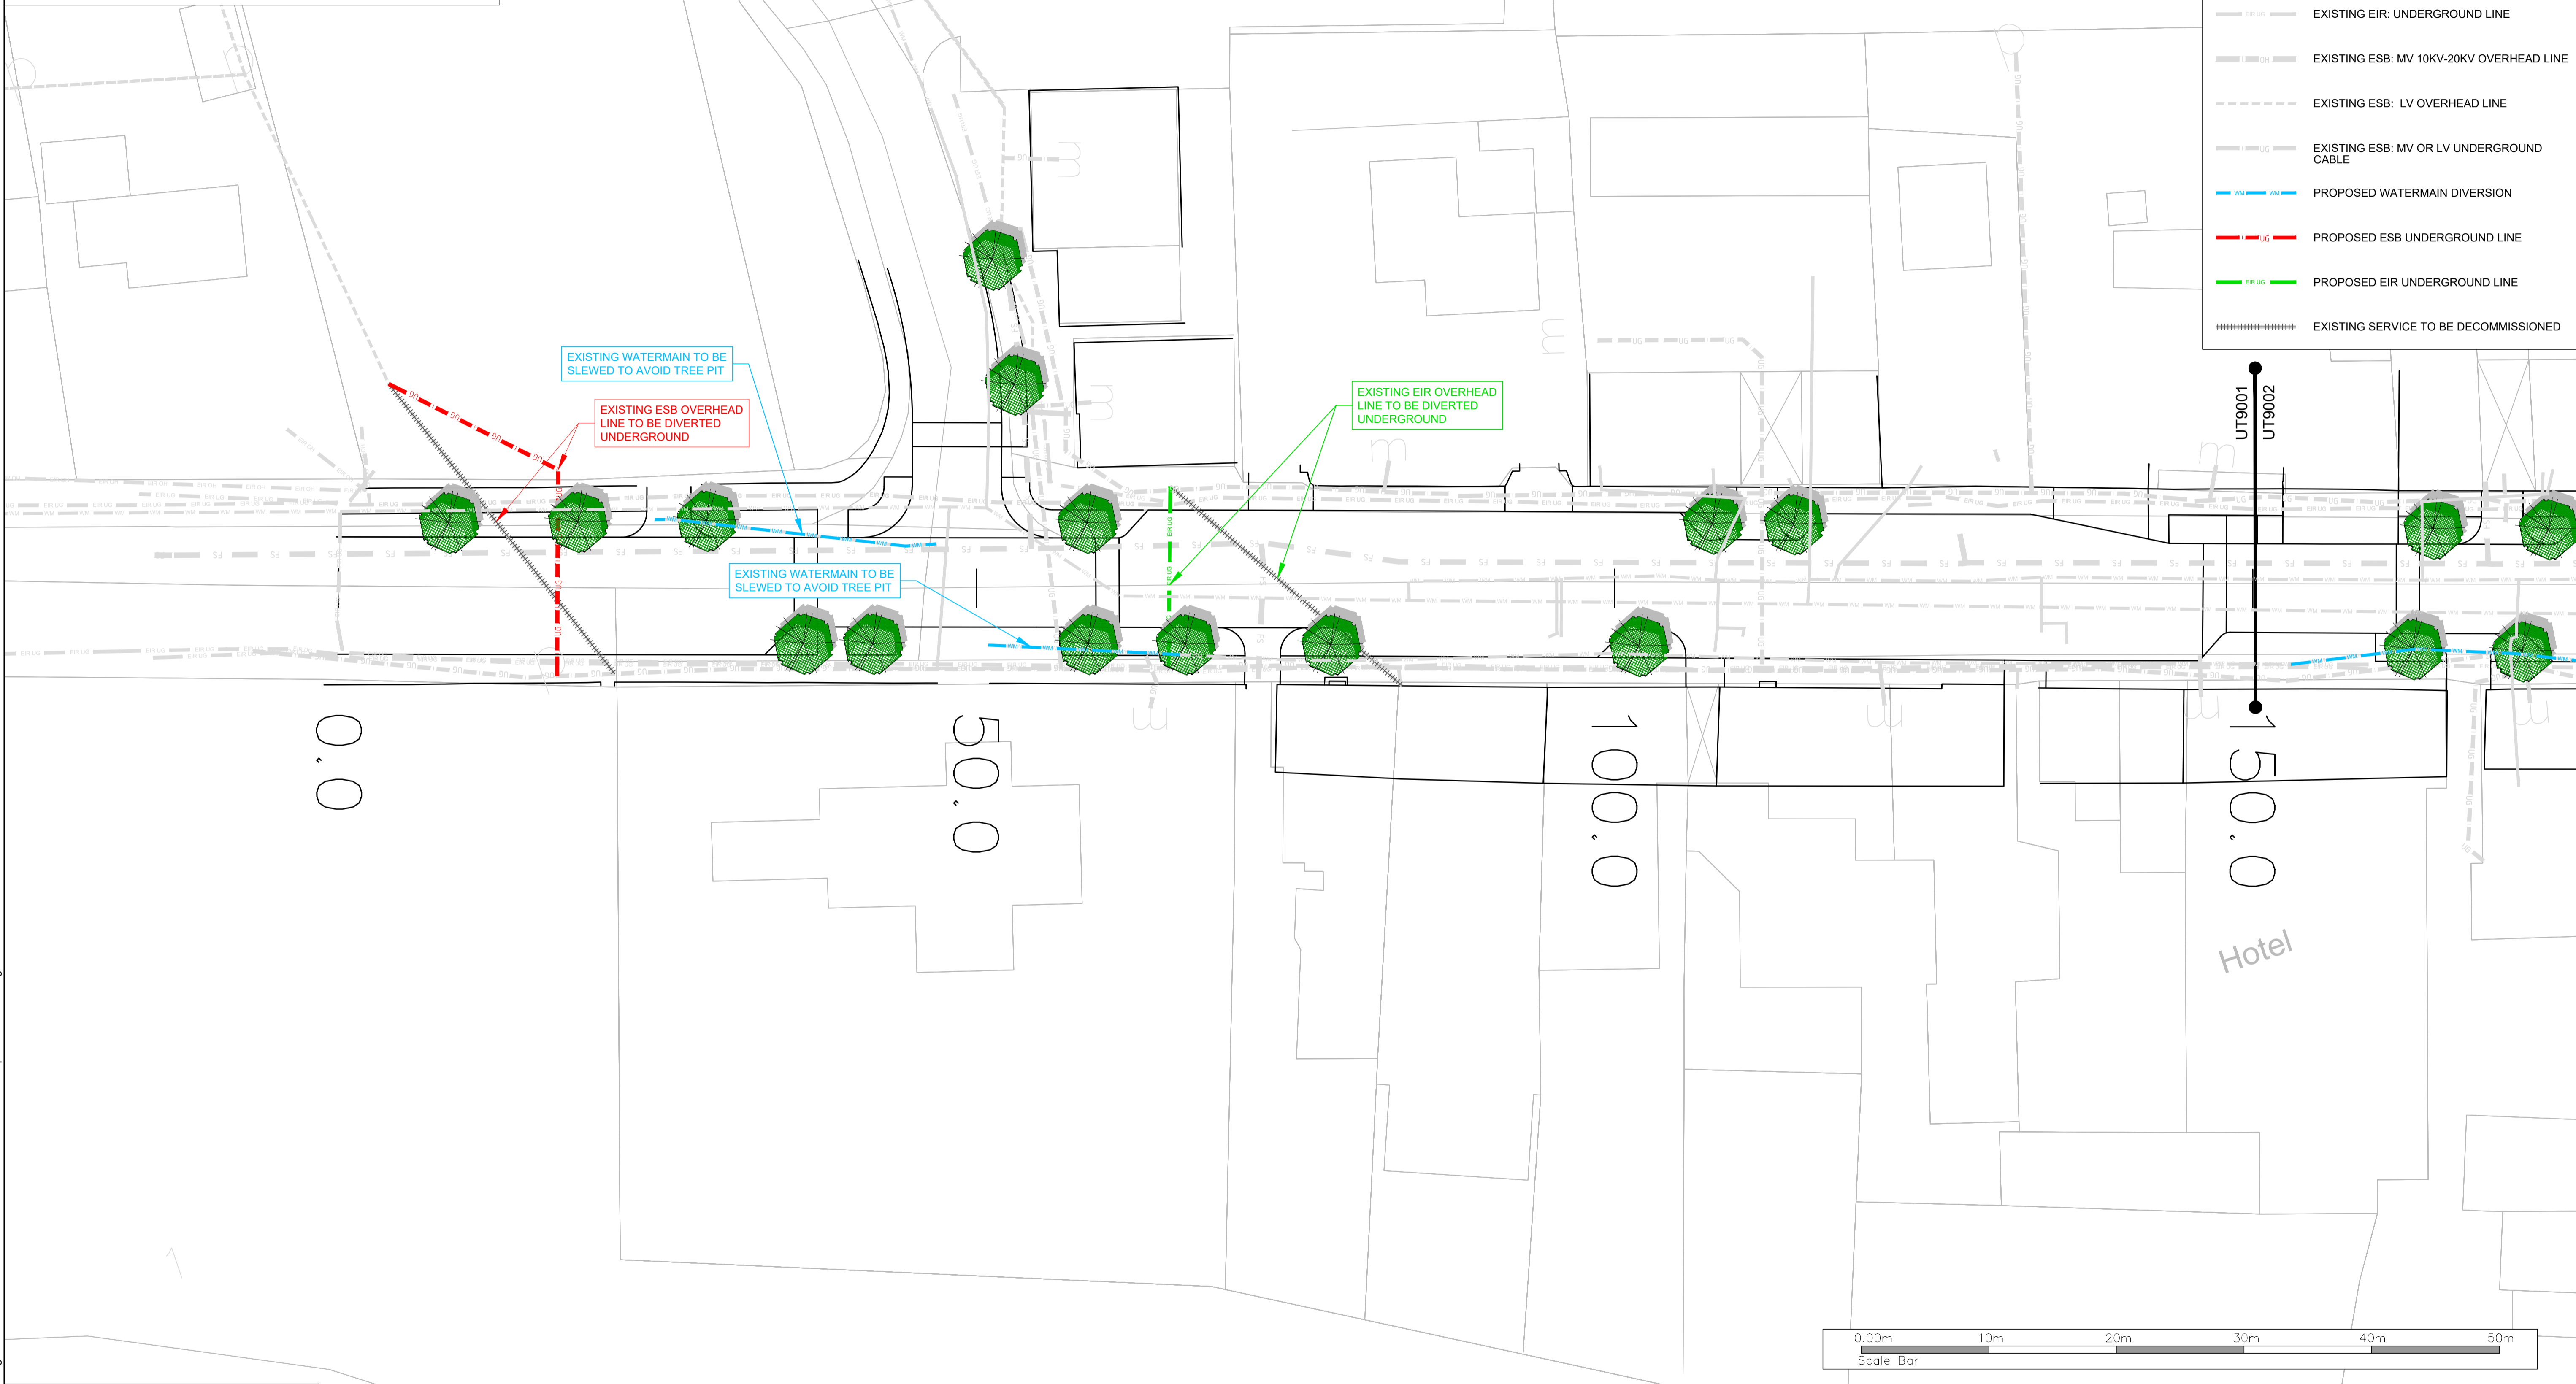 EXISTING EIR: UNDERGROUND LINE
EXISTING ESB: MV 10KV-20KV OVERHEAD LINE
EXISTING ESB: LV OVERHEAD LINE
EXISTING ESB: MV OR LV UNDERGROUND
CABLE
PROPOSED WATERMAIN DIVERSION
PROPOSED ESB UNDERGROUND LINE
PROPOSED EIR UNDERGROUND LINE
EXISTING SERVICE TO BE DECOMMISSIONED
EXISTING WATERMAIN TO BE
SLEWED TO AVOID TREE PIT
EXISTING ESB OVERHEAD
LINE TO BE DIVERTED
UNDERGROUND
EXISTING EIR OVERHEAD
LINE TO BE DIVERTED
UNDERGROUND
UT9001
UT9002
EXISTING WATERMAIN TO BE
SLEWED TO AVOID TREE PIT
0.0
50.0
100.0
150.0
Hotel
0.00m 10m 20m 30m 40m 50m
Scale Bar